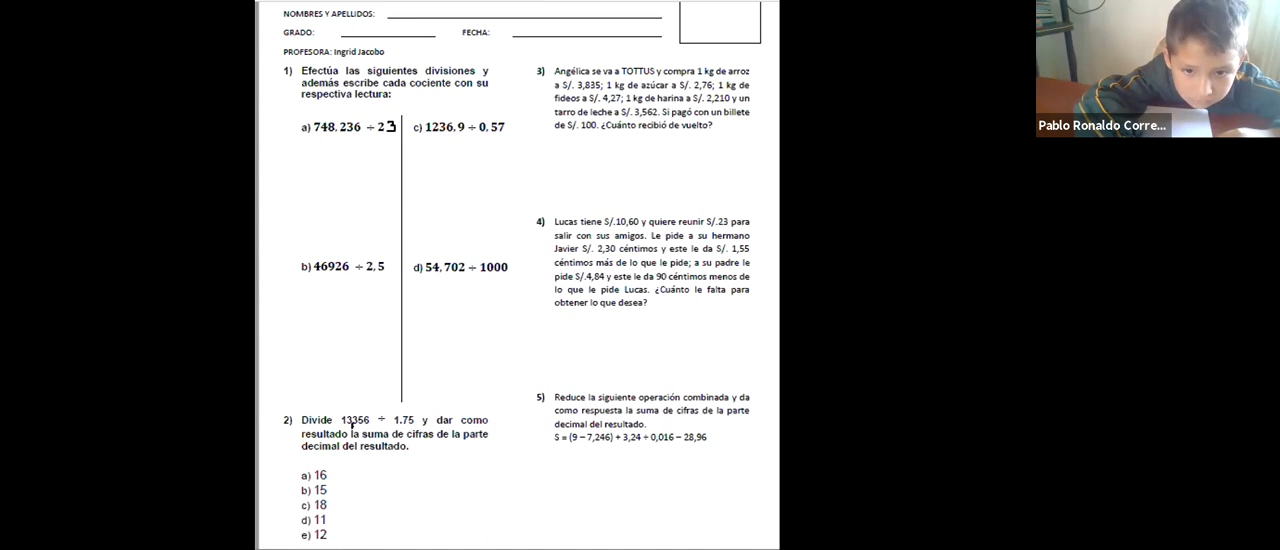 NOMBRES Y APELLIDOS:
GRADO: FECHA:
PROFESORA: Ingrid Jacobo
1) Efectúa las siguientes divisiones y
además escribe cada cociente con su
respectiva lectura:
a) 748,236 ÷ 23
c) 1236,9 ÷ 0,57
b) 46926 ÷ 2,5
d) 54,702 ÷ 1000
2) Divide 13356 ÷ 1.75 y dar como
resultado la suma de cifras de la parte
decimal del resultado.
a) 16
b) 15
c) 18
d) 11
e) 12
3) Angélica se va a TOTTUS y compra 1 kg de arroz
a S/. 3,835; 1 kg de azúcar a S/. 2,76; 1 kg de
fideos a S/. 4,27; 1 kg de harina a S/. 2,210 y un
tarro de leche a S/. 3,562. Si pagó con un billete
de S/. 100. ¿Cuánto recibió de vuelto?
4) Lucas tiene S/.10,60 y quiere reunir S/.23 para
salir con sus amigos. Le pide a su hermano
Javier S/. 2,30 céntimos y este le da S/. 1,55
céntimos más de lo que le pide; a su padre le
pide S/.4,84 y este le da 90 céntimos menos de
lo que le pide Lucas. ¿Cuánto le falta para
obtener lo que desea?
5) Reduce la siguiente operación combinada y da
como respuesta la suma de cifras de la parte
decimal del resultado.
S = (9 – 7,246) + 3,24 ÷ 0,016 – 28,96
Pablo Ronaldo Corre...